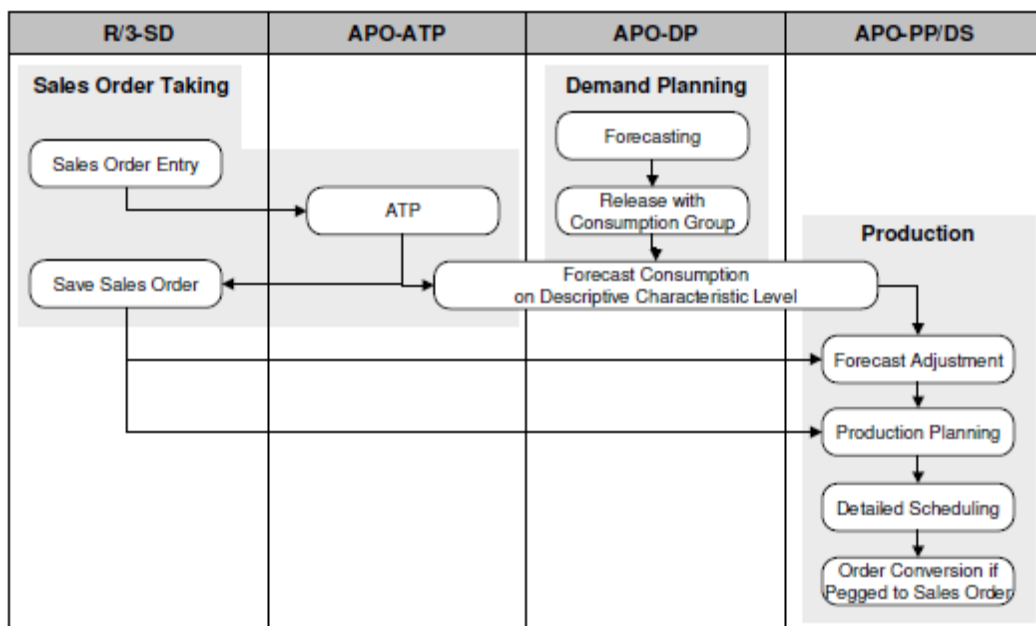 R/3-SD
APO-ATP
APO-DP
APO-PP/DS
Sales Order Taking
Demand Planning
Forecasting
Sales Order Entry
ATP
Release with
Consumption Group
Production
Save Sales Order
Forecast Consumption
on Descriptive Characteristic Level
Forecast Adjustment
Production Planning
Detailed Scheduling
Order Conversion if
Pegged to Sales Order